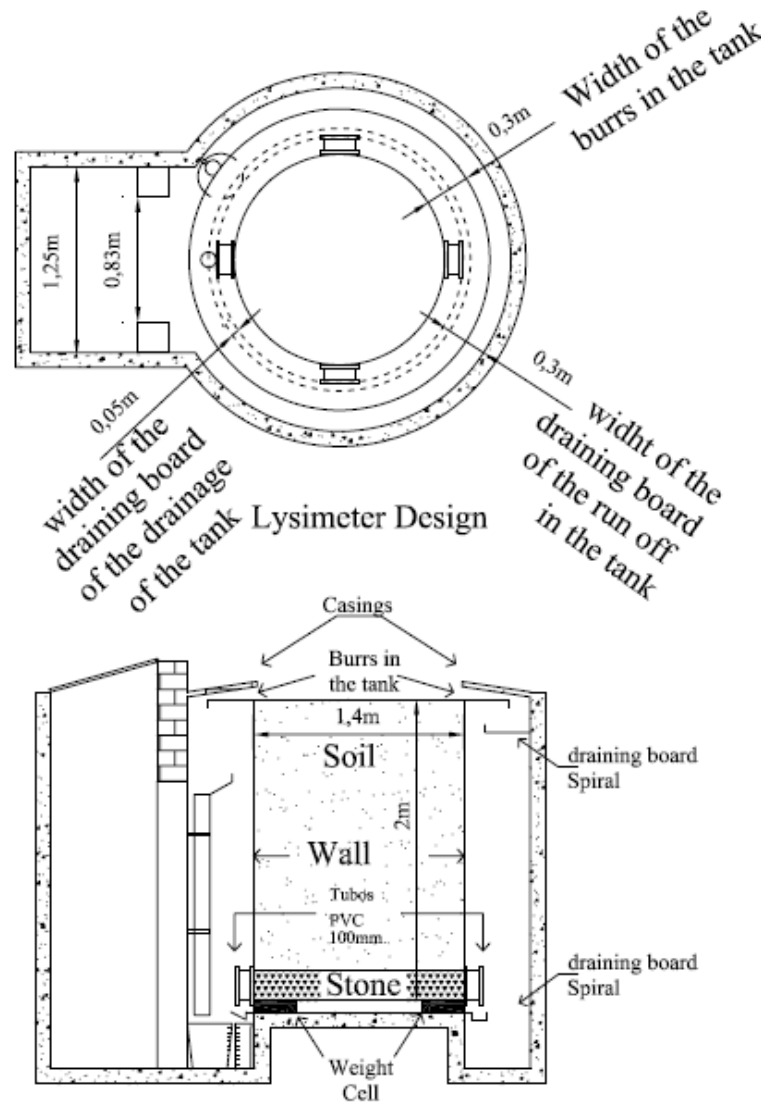 Width of the
burrs in the tank
0,3m
1,25m
0,83m
0,3m
widht of the
draining board
of the run off
in the tank
0,05m
width of the
draining board
of the drainage
of the tank
Lysimeter Design
Casings
Burrs in
the tank
1,4m
Soil
draining board
Spiral
2m
Wall
Tubos
PVC
100mm
draining board
Spiral
Stone
Weight
Cell